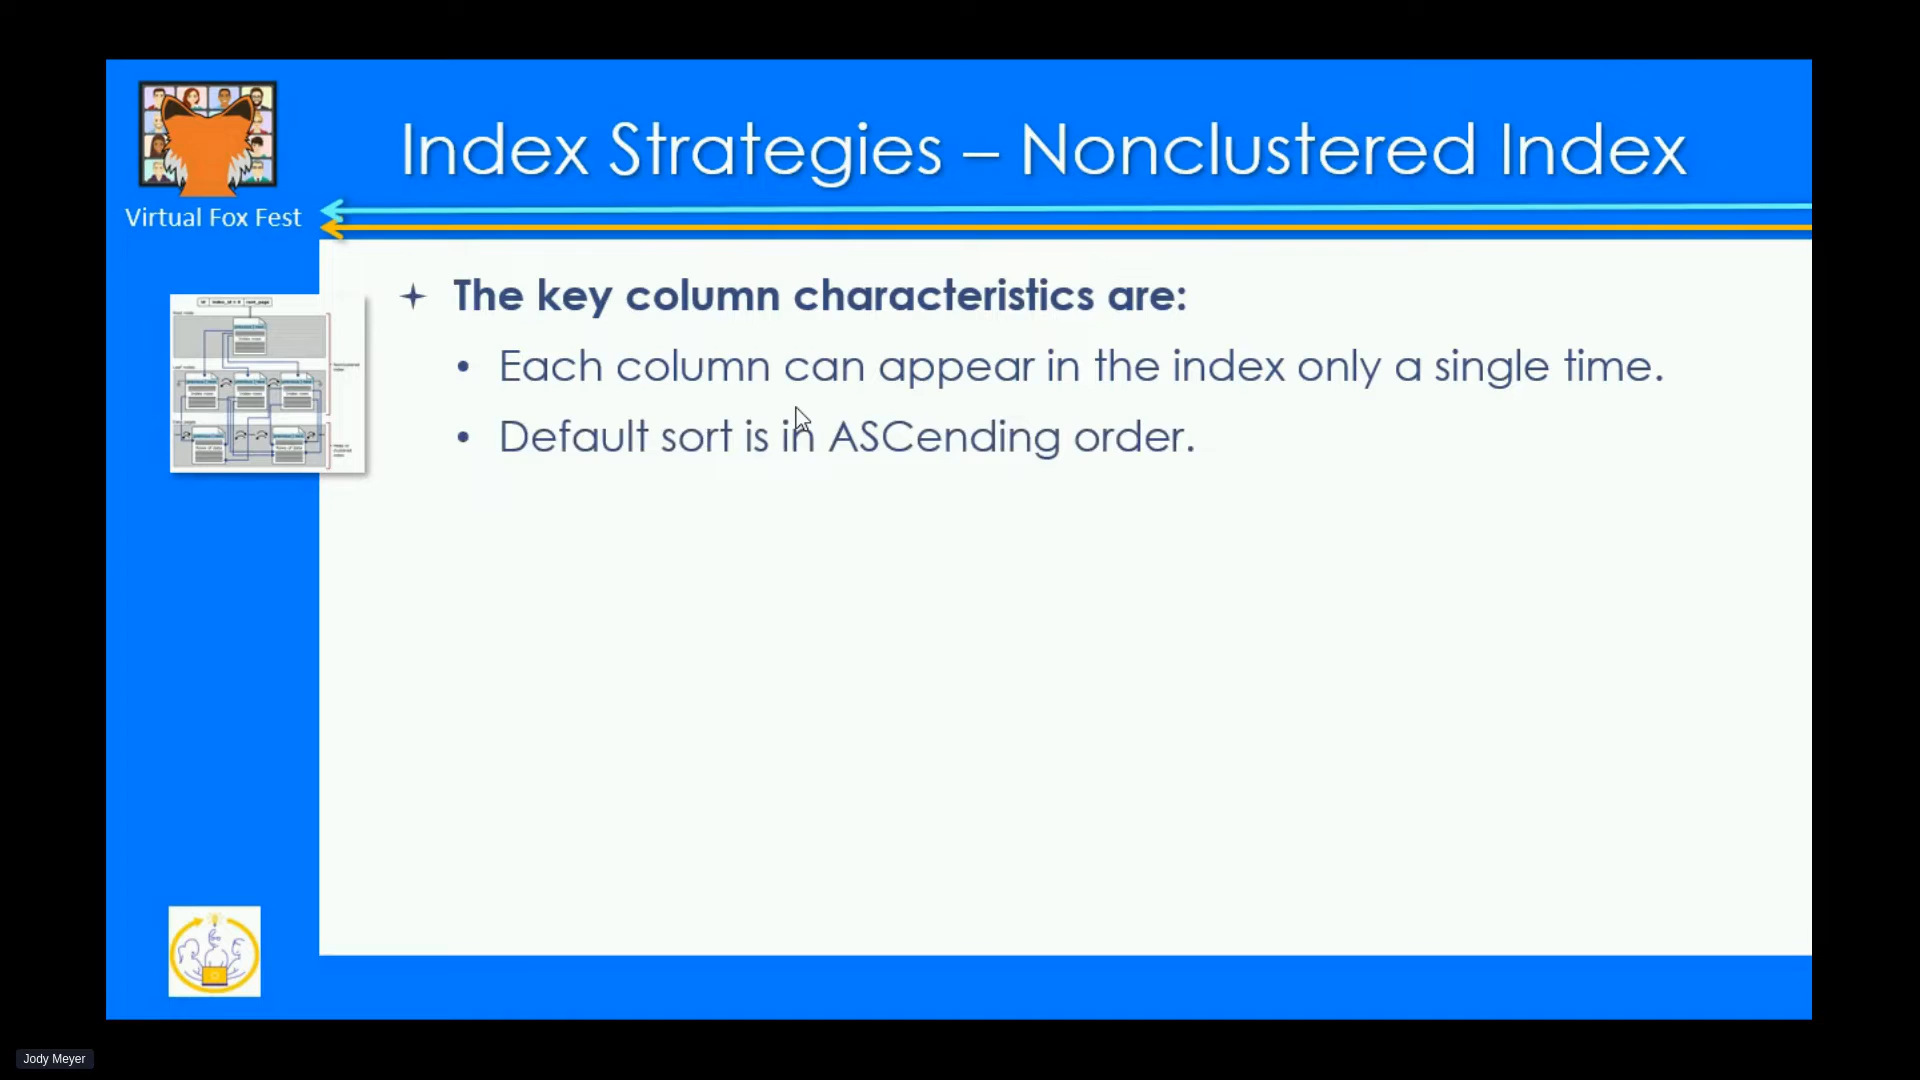 Index Strategies – Nonclustered Index
Virtual Fox Fest
✦ The key column characteristics are:
• Each column can appear in the index only a single time.
• Default sort is in ASCending order.
Jody Meyer